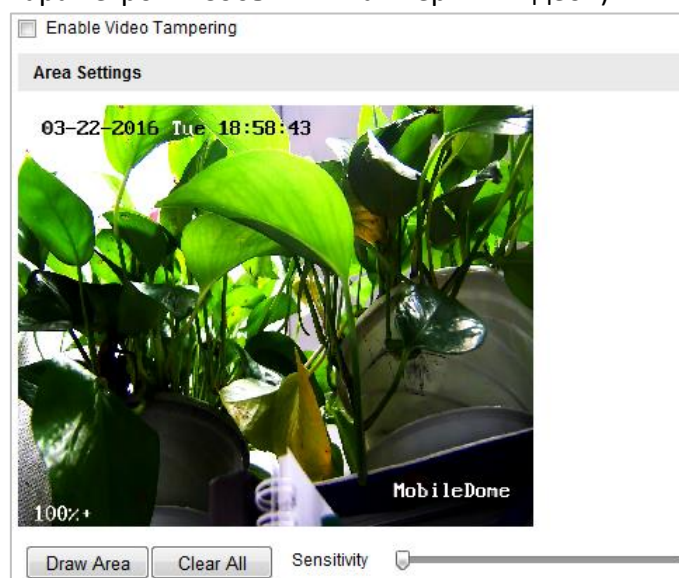 Enable Video Tampering
Area Settings
03-22-2016 Tue 18:58:43
MobileDome
100%+
Draw Area Clear All Sensitivity